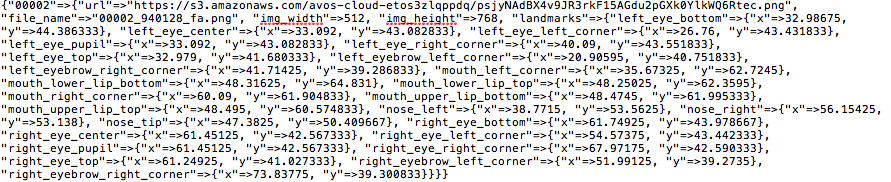 {"00002"=>{"url"=>"https://s3.amazonaws.com/avos-cloud-etos3zlqppdq/psjyNAdBX4v9JR3rkF15AGdu2pGXk0YlkWQ6Rtec.png",
"file_name"=>"00002_940128_fa.png", "img_width"=>512, "img_height"=>768, "landmarks"=>{"left_eye_bottom"=>{"x"=>32.98675,
"y"=>44.386333}, "left_eye_center"=>{"x"=>33.092, "y"=>43.082833}, "left_eye_left_corner"=>{"x"=>26.76, "y"=>43.431833},
"left_eye_pupil"=>{"x"=>33.092, "y"=>43.082833}, "left_eye_right_corner"=>{"x"=>40.09, "y"=>43.551833},
"left_eye_top"=>{"x"=>32.979, "y"=>41.680333}, "left_eyebrow_left_corner"=>{"x"=>20.90595, "y"=>40.751833},
"left_eyebrow_right_corner"=>{"x"=>41.71425, "y"=>39.286833}, "mouth_left_corner"=>{"x"=>35.67325, "y"=>62.7245},
"mouth_lower_lip_bottom"=>{"x"=>48.31625, "y"=>64.831}, "mouth_lower_lip_top"=>{"x"=>48.25025, "y"=>62.3595},
"mouth_right_corner"=>{"x"=>60.09, "y"=>61.904833}, "mouth_upper_lip_bottom"=>{"x"=>48.4745, "y"=>61.995333},
"mouth_upper_lip_top"=>{"x"=>48.495, "y"=>60.574833}, "nose_left"=>{"x"=>38.7715, "y"=>53.5625}, "nose_right"=>{"x"=>56.15425,
"y"=>53.138}, "nose_tip"=>{"x"=>47.3825, "y"=>50.409667}, "right_eye_bottom"=>{"x"=>61.74925, "y"=>43.978667},
"right_eye_center"=>{"x"=>61.45125, "y"=>42.567333}, "right_eye_left_corner"=>{"x"=>54.57375, "y"=>43.442333},
"right_eye_pupil"=>{"x"=>61.45125, "y"=>42.567333}, "right_eye_right_corner"=>{"x"=>67.97175, "y"=>42.590333},
"right_eye_top"=>{"x"=>61.24925, "y"=>41.027333}, "right_eyebrow_left_corner"=>{"x"=>51.99125, "y"=>39.2735},
"right_eyebrow_right_corner"=>{"x"=>73.83775, "y"=>39.300833}}}}